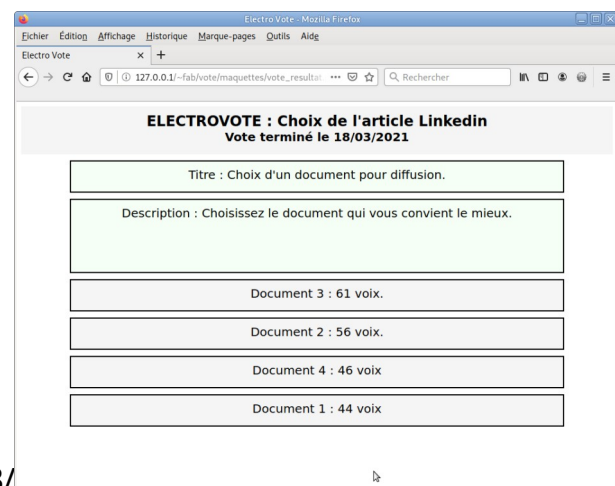 Electro Vote - Mozilla Firefox
Fichier Édition Affichage Historique Marque-pages Outils Aide
Electro Vote × +
127.0.0.1/~fab/vote/maquettes/vote_resultat Rechercher
ELECTROVOTE : Choix de l'article Linkedin
Vote terminé le 18/03/2021
Titre : Choix d'un document pour diffusion.
Description : Choisissez le document qui vous convient le mieux.
Document 3 : 61 voix.
Document 2 : 56 voix.
Document 4 : 46 voix
Document 1 : 44 voix